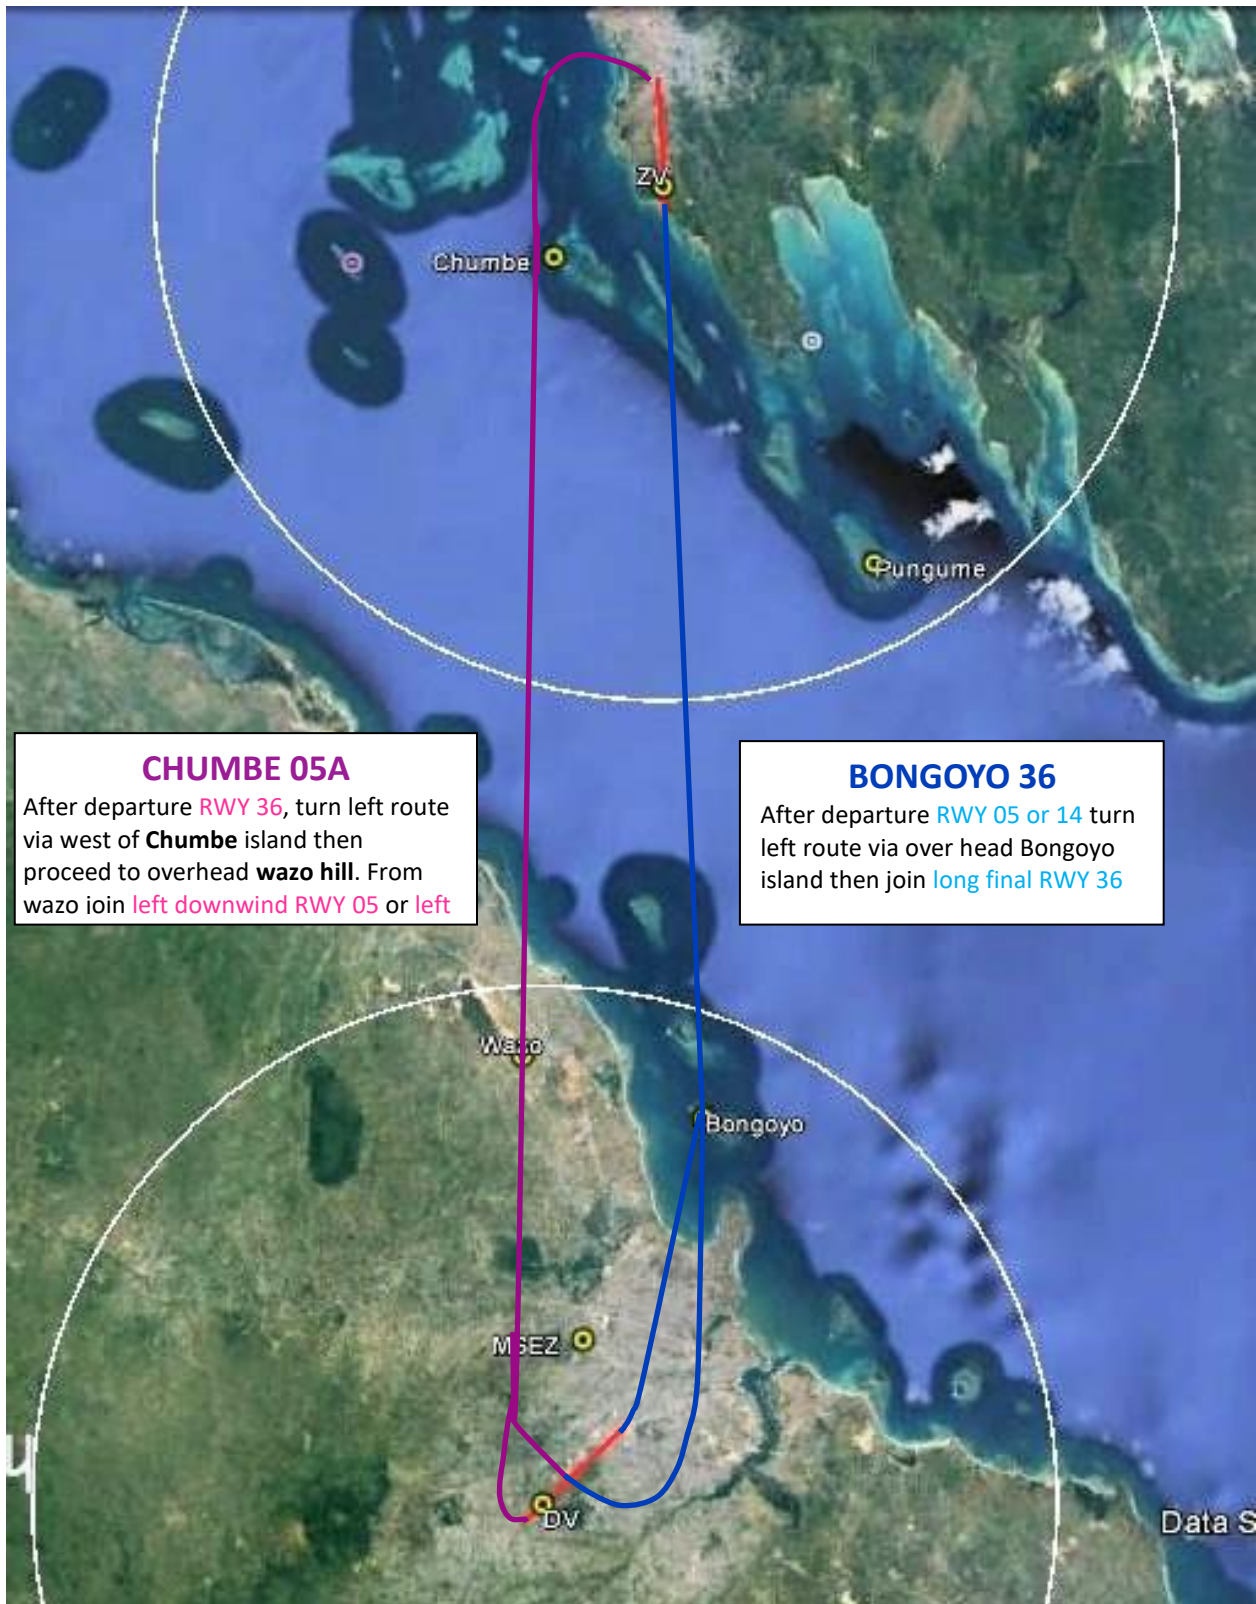 ZV
Chumbe
Pungume
CHUMBE 05A
After departure RWY 36, turn left route
via west of Chumbe island then
proceed to overhead wazo hill. From
wazo join left downwind RWY 05 or left
BONGOYO 36
After departure RWY 05 or 14 turn
left route via over head Bongoyo
island then join long final RWY 36
Wazo
Bongoyo
MSEZ
DV
Data S